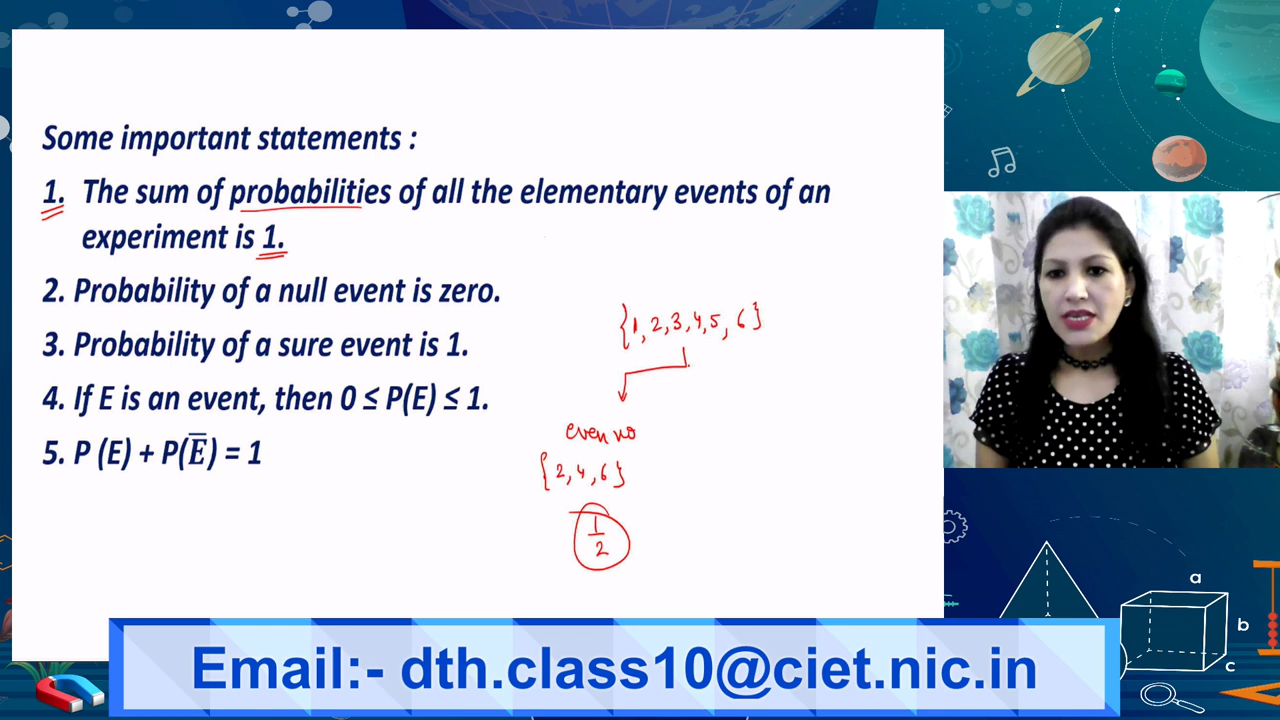 Some important statements :
1. The sum of probabilities of all the elementary events of an
experiment is 1.
2. Probability of a null event is zero.
3. Probability of a sure event is 1.
4. If E is an event, then 0 ≤ P(E) ≤ 1.
5. P (E) + P(E̅) = 1
{1, 2, 3, 4, 5, 6}
even no
{2, 4, 6}
1
2
a
b
c
Email:- dth.class10@ciet.nic.in